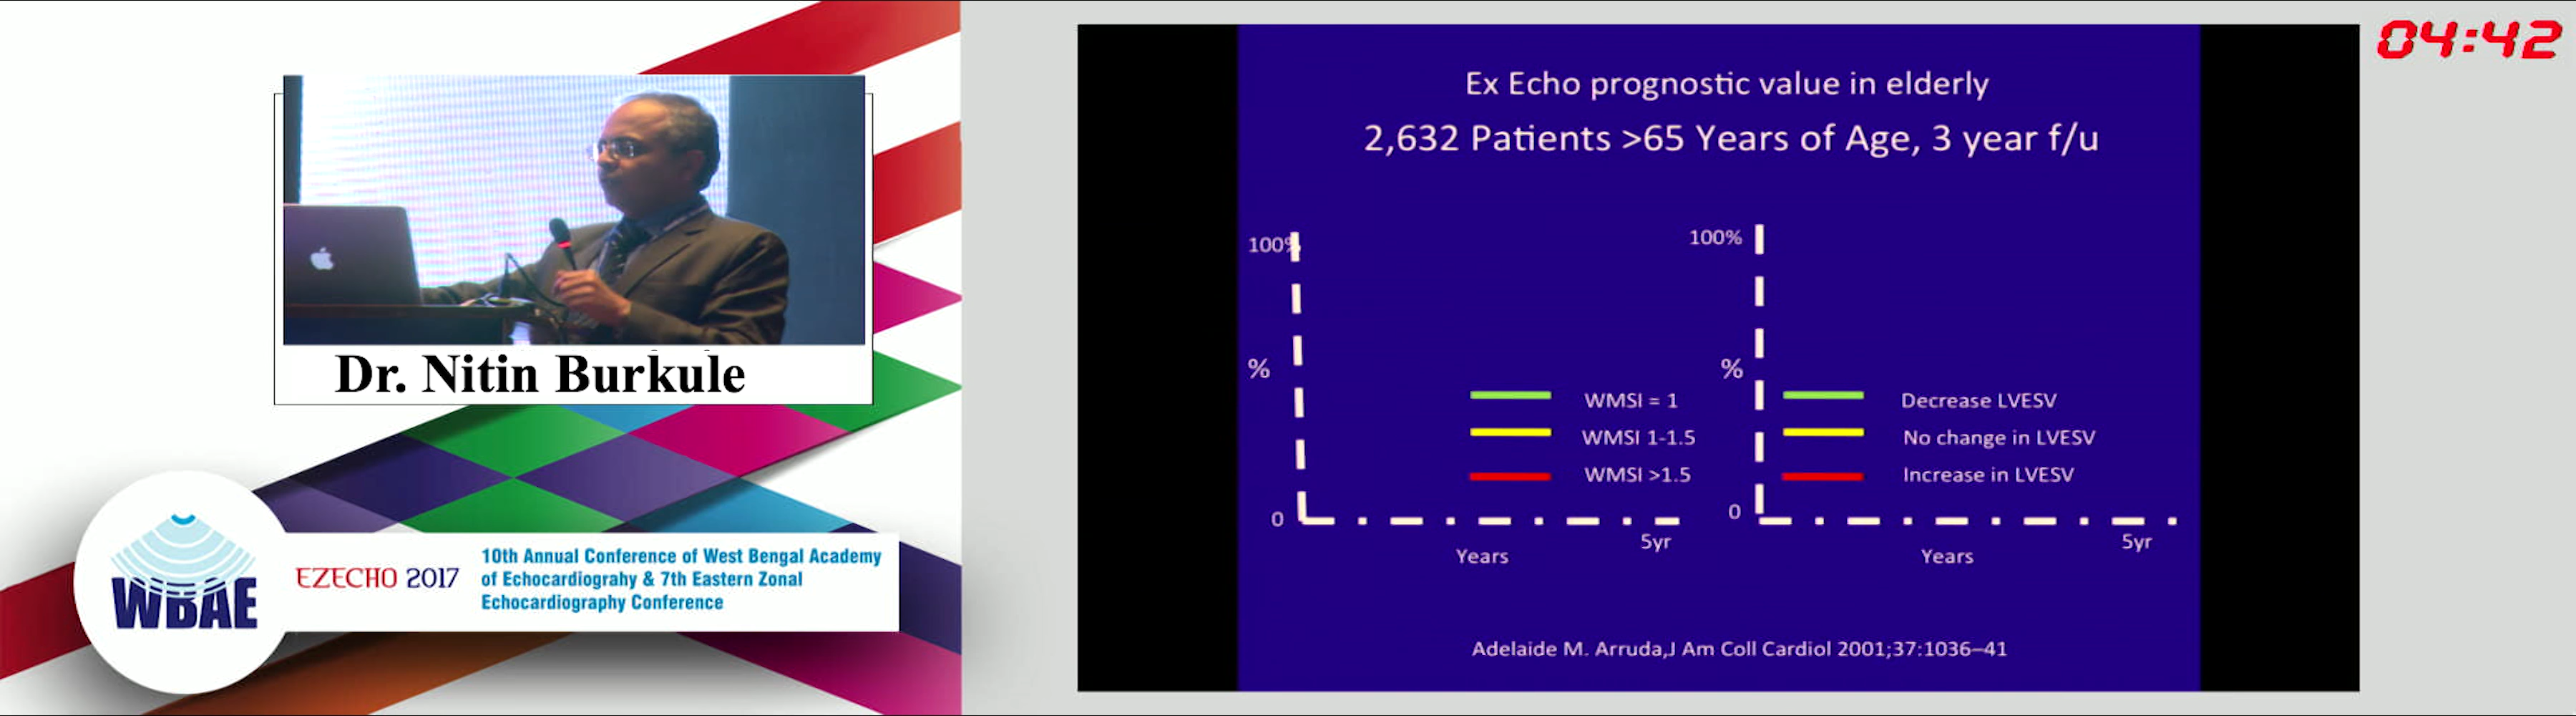 Dr. Nitin Burkule
WBAE
EZECHO 2017
10th Annual Conference of West Bengal Academy
of Echocardiograhy & 7th Eastern Zonal
Echocardiography Conference
Ex Echo prognostic value in elderly
2,632 Patients >65 Years of Age, 3 year f/u
100%
%
0
WMSI = 1
WMSI 1-1.5
WMSI >1.5
Years
5yr
100%
%
0
Decrease LVESV
No change in LVESV
Increase in LVESV
Years
5yr
Adelaide M. Arruda,J Am Coll Cardiol 2001;37:1036–41
04:42